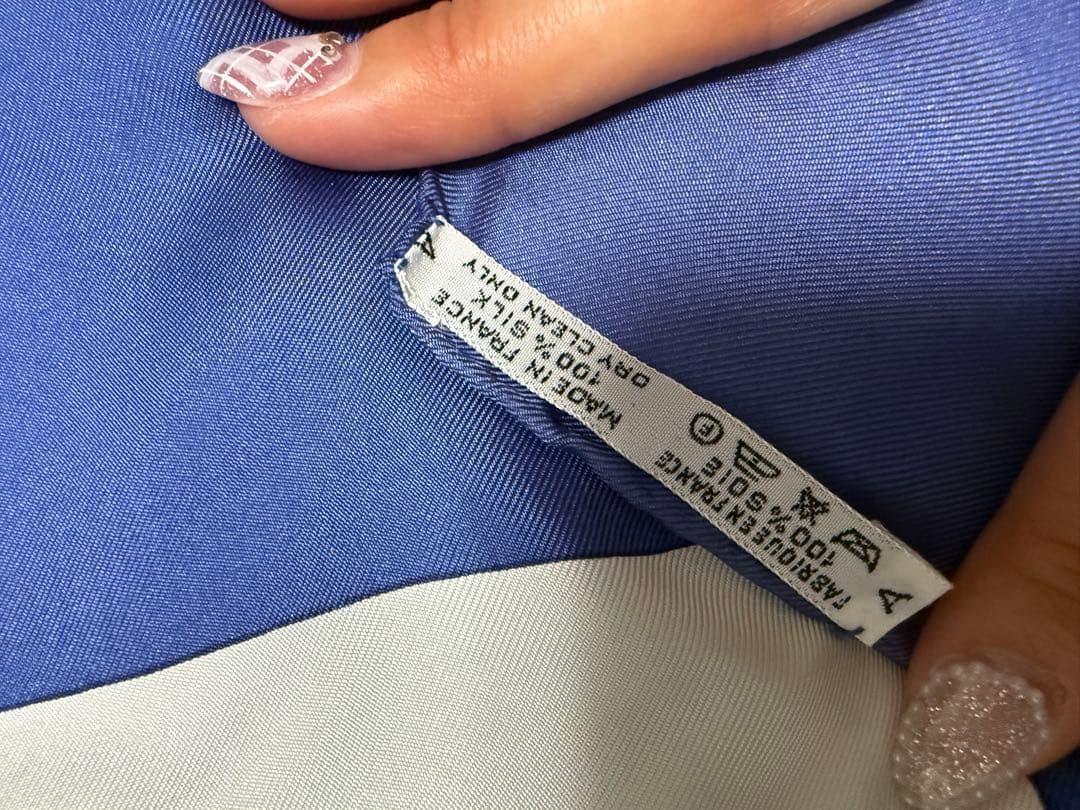 A
FABRIQUE EN FRANCE
100% SOIE
F
MADE IN FRANCE
100% SILK
DRY CLEAN ONLY
A